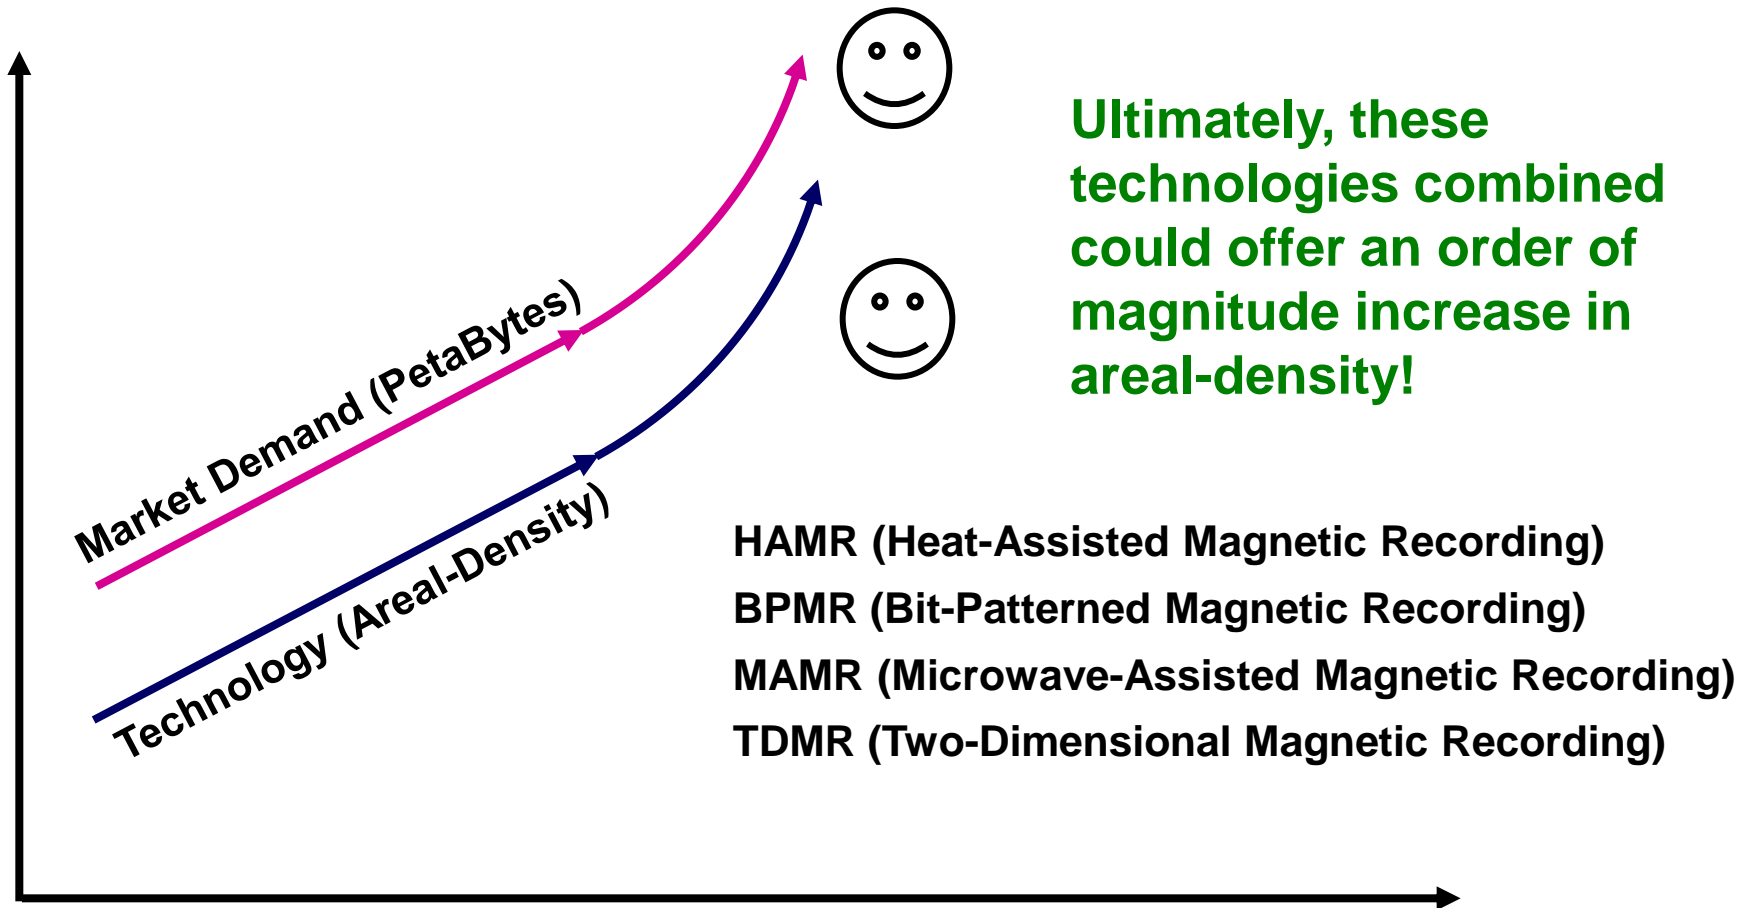 Ultimately, these
technologies combined
could offer an order of
magnitude increase in
areal-density!
Market Demand (PetaBytes)
Technology (Areal-Density)
HAMR (Heat-Assisted Magnetic Recording)
BPMR (Bit-Patterned Magnetic Recording)
MAMR (Microwave-Assisted Magnetic Recording)
TDMR (Two-Dimensional Magnetic Recording)